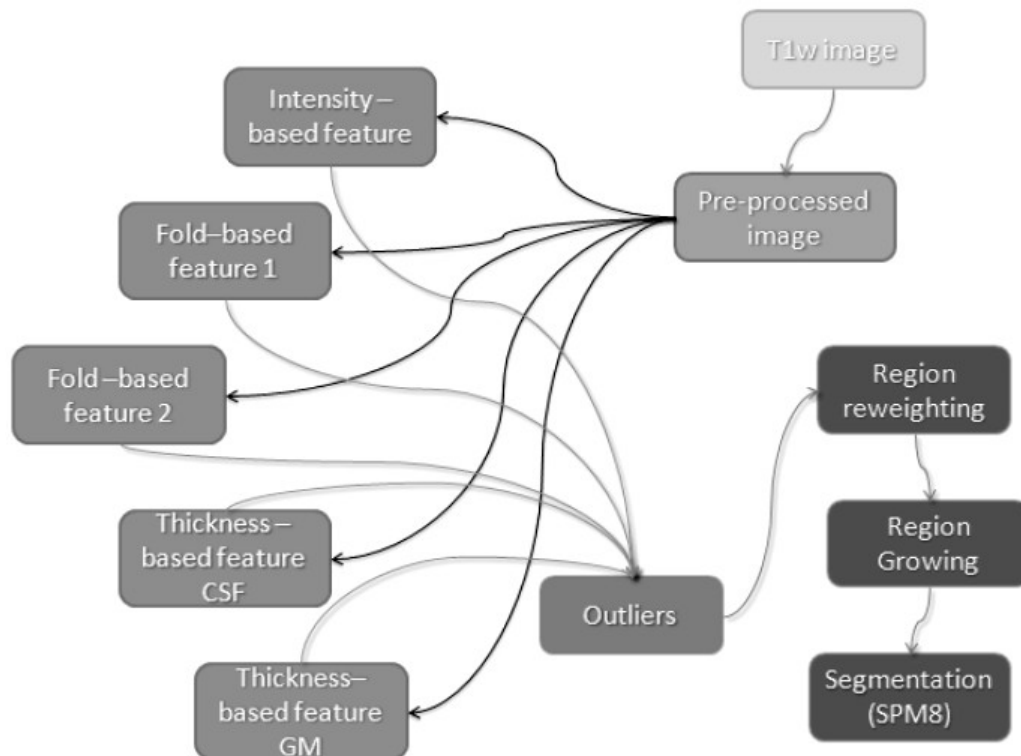 T1w image
Intensity–
based feature
Pre-processed
image
Fold–based
feature 1
Fold–based
feature 2
Region
reweighting
Thickness–
based feature
CSF
Region
Growing
Outliers
Thickness–
based feature
GM
Segmentation
(SPM8)